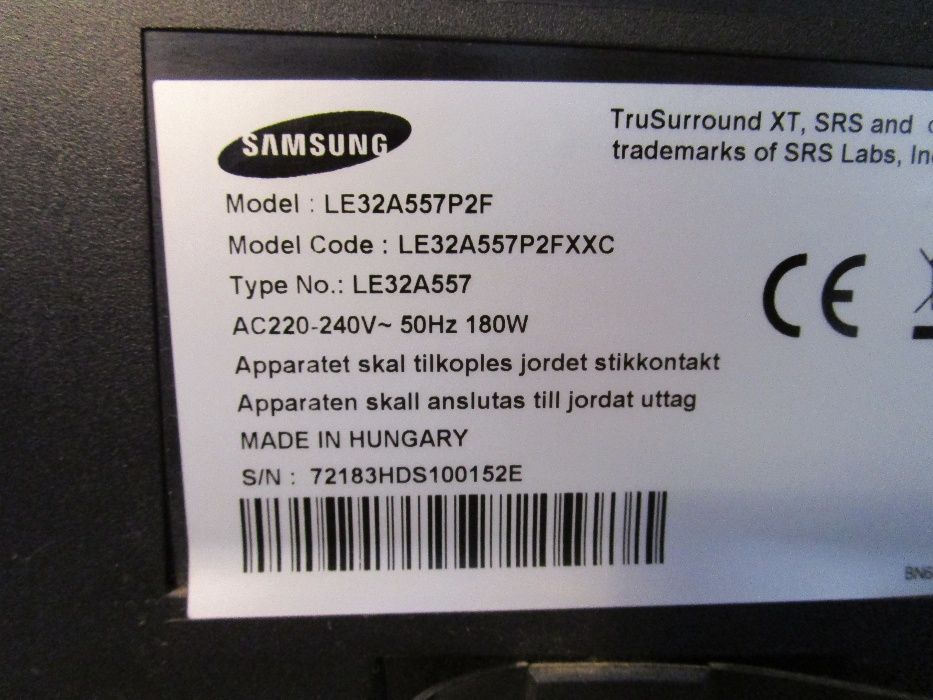 SAMSUNG
TruSurround XT, SRS and
trademarks of SRS Labs,
Model : LE32A557P2F
Model Code : LE32A557P2FXXC
Type No.: LE32A557
AC220-240V~ 50Hz 180W
Apparatet skal tilkoples jordet stikkontakt
Apparaten skall anslutas till jordat uttag
MADE IN HUNGARY
S/N : 72183HDS100152E
CE